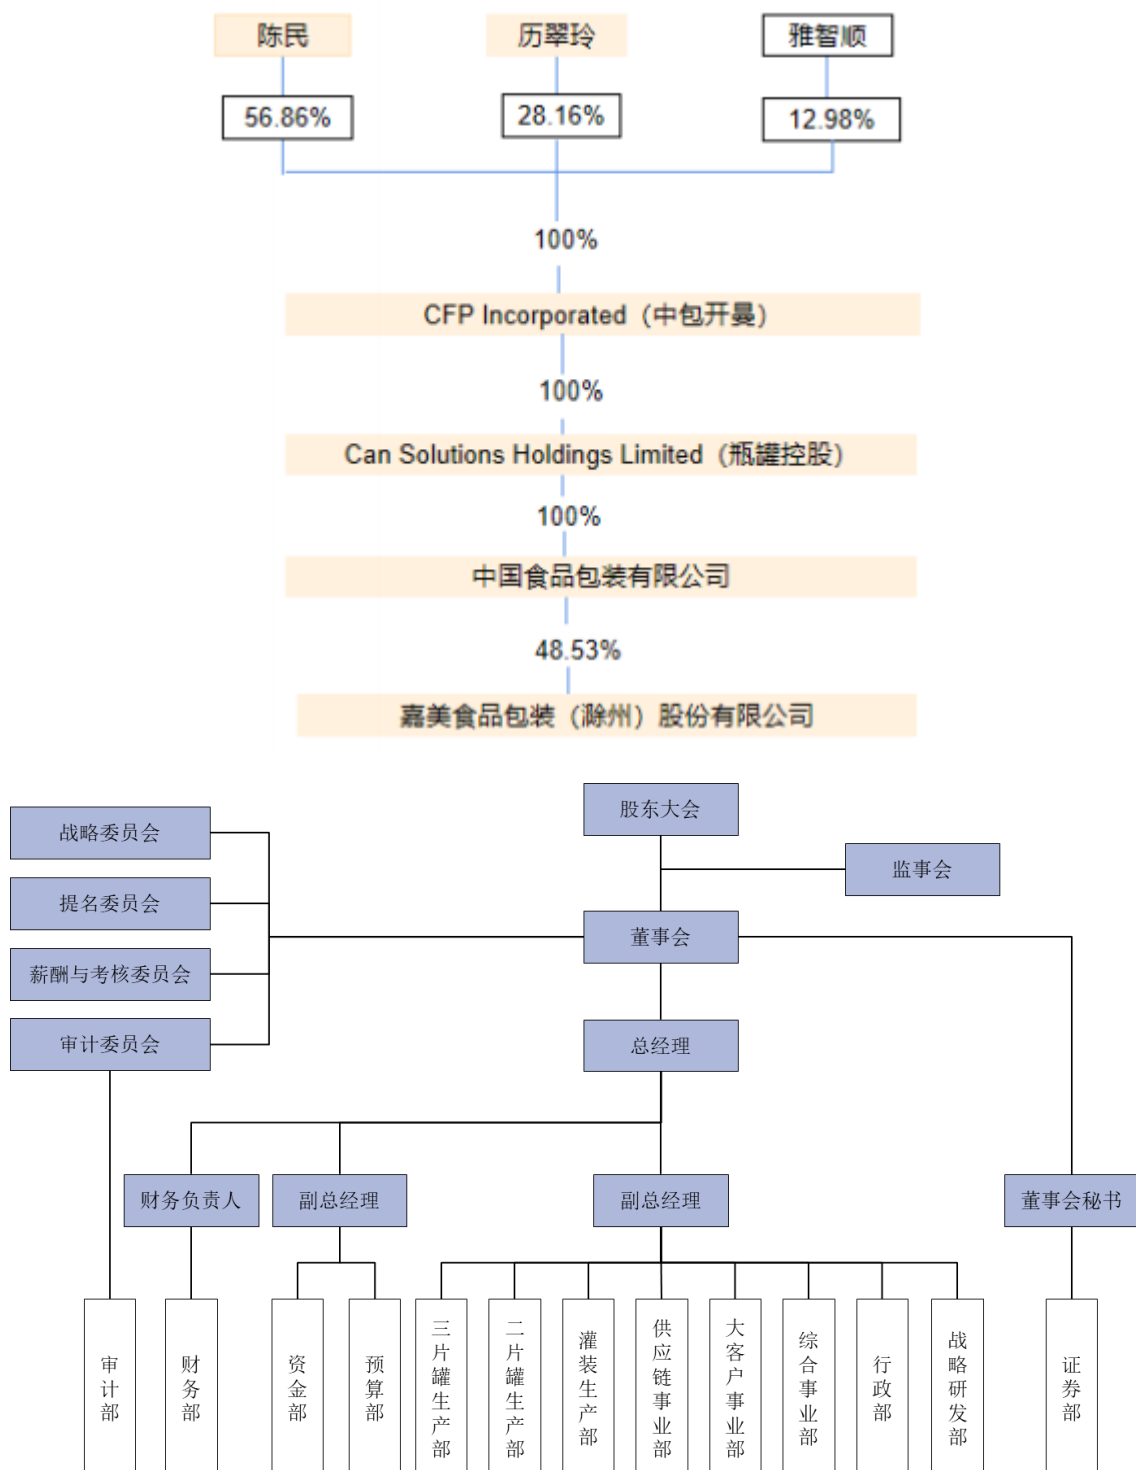 陈民
历翠玲
雅智顺
56.86%
28.16%
12.98%
100%
CFP Incorporated（中包开曼）
100%
Can Solutions Holdings Limited（瓶罐控股）
100%
中国食品包装有限公司
48.53%
嘉美食品包装（滁州）股份有限公司
股东大会
战略委员会
监事会
提名委员会
董事会
薪酬与考核委员会
审计委员会
总经理
财务负责人
副总经理
副总经理
董事会秘书
审计部
财务部
资金部
预算部
三片罐生产部
二片罐生产部
灌装生产部
供应链事业部
大客户事业部
综合事业部
行政部
战略研发部
证券部